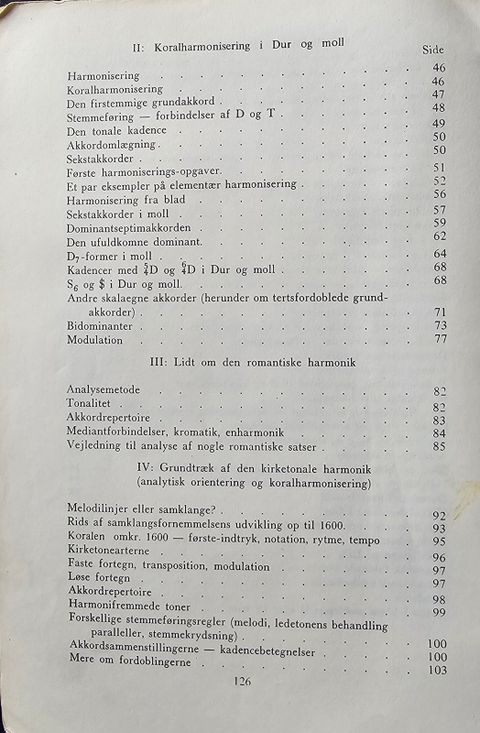 II: Koralharmonisering i Dur og moll
Side
Harmonisering . . . . . . . . . . . . 46
Koralharmonisering . . . . . . . . . . . 46
Den firstemmige grundakkord . . . . . . . . . 47
Stemmeføring — forbindelser af D og T . . . . . . 48
Den tonale kadence . . . . . . . . . . . 49
Akkordomlægning . . . . . . . . . . . . 50
Sekstakkorder . . . . . . . . . . . . . 50
Første harmoniserings-opgaver. . . . . . . . . 51
Et par eksempler på elementær harmonisering . . . . . 52
Harmonisering fra blad . . . . . . . . . . 56
Sekstakkorder i moll . . . . . . . . . . . 57
Dominantseptimakkorden . . . . . . . . . . 59
Den ufuldkomne dominant. . . . . . . . . . 62
D7-former i moll . . . . . . . . . . . . 64
Kadencer med 54D og 64D i Dur og moll . . . . . . 68
S6 og $ i Dur og moll. . . . . . . . . . . 68
Andre skalaegne akkorder (herunder om tertsfordoblede grund-
akkorder) . . . . . . . . . . . . . 71
Bidominanter . . . . . . . . . . . . . 73
Modulation . . . . . . . . . . . . . 77
III: Lidt om den romantiske harmonik
Analysemetode . . . . . . . . . . . . 82
Tonalitet . . . . . . . . . . . . . . 82
Akkordrepertoire . . . . . . . . . . . . 83
Mediantforbindelser, kromatik, enharmonik . . . . . 84
Vejledning til analyse af nogle romantiske satser . . . . 85
IV: Grundtræk af den kirketonale harmonik
(analytisk orientering og koralharmonisering)
Melodilinjer eller samklange? . . . . . . . . . 92
Rids af samklangsfornemmelsens udvikling op til 1600. . . . 93
Koralen omkr. 1600 — første-indtryk, notation, rytme, tempo 95
Kirketonearterne . . . . . . . . . . . . 96
Faste fortegn, transposition, modulation . . . . . . 97
Løse fortegn . . . . . . . . . . . . . 97
Akkordrepertoire . . . . . . . . . . . . 98
Harmonifremmede toner . . . . . . . . . . 99
Forskellige stemmeføringsregler (melodi, ledetonens behandling
paralleller, stemmekrydsning) . . . . . . . . 100
Akkordsammenstillingerne — kadencebetegnelser . . . . 100
Mere om fordoblingerne . . . . . . . . . . 103
126